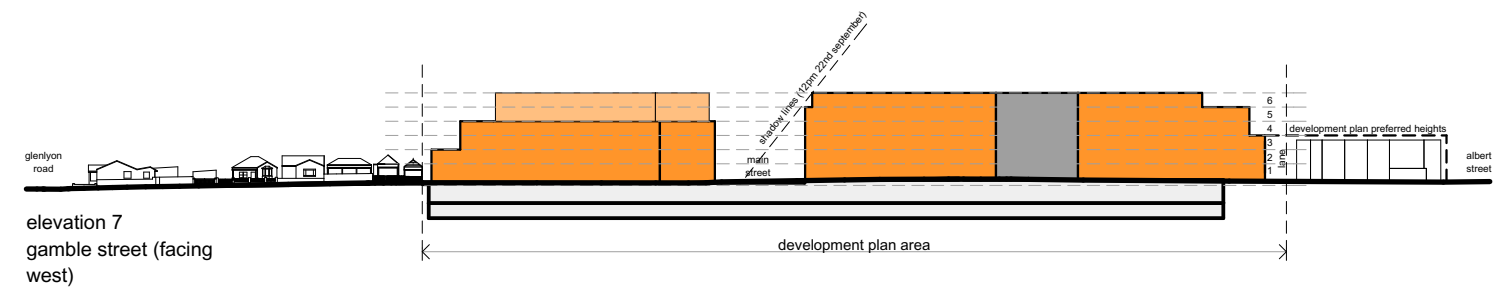 shadow lines (12pm 22nd september)
6
5
4
development plan preferred heights
3
2
1
lane
glenlyon
road
main
street
albert
street
elevation 7
gamble street (facing
west)
development plan area